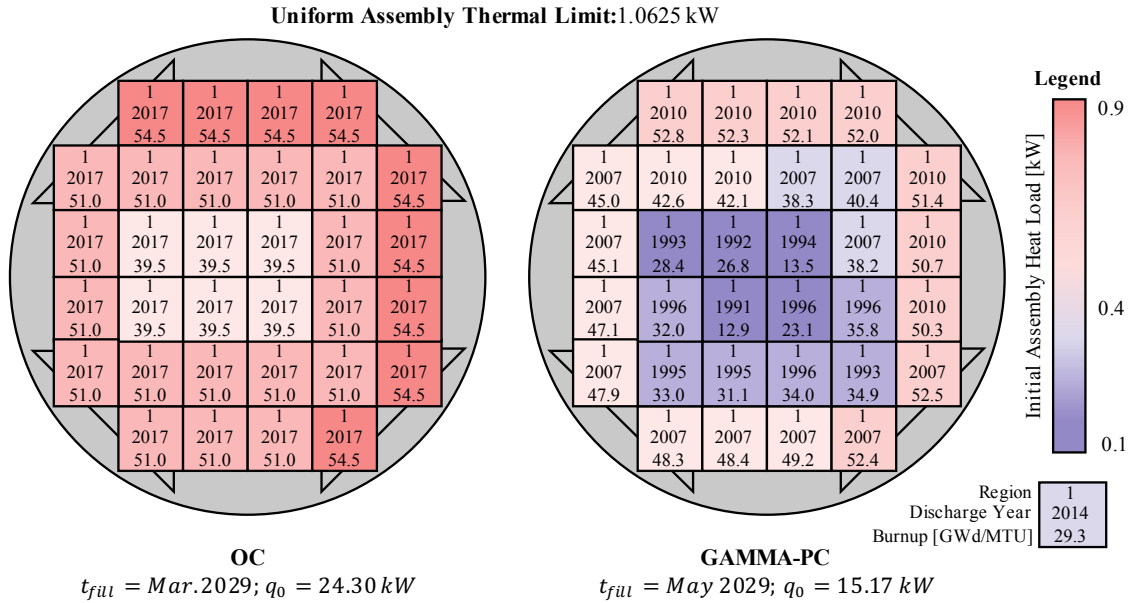 Uniform Assembly Thermal Limit:1.0625 kW
1 1 1 1
2017 2017 2017 2017
54.5 54.5 54.5 54.5
1 1 1 1 1 1
2017 2017 2017 2017 2017 2017
51.0 51.0 51.0 51.0 51.0 54.5
1 1 1 1 1 1
2017 2017 2017 2017 2017 2017
51.0 39.5 39.5 39.5 51.0 54.5
1 1 1 1 1 1
2017 2017 2017 2017 2017 2017
51.0 39.5 39.5 39.5 51.0 54.5
1 1 1 1 1 1
2017 2017 2017 2017 2017 2017
51.0 51.0 51.0 51.0 51.0 54.5
1 1 1 1
2017 2017 2017 2017
51.0 51.0 51.0 54.5
OC
t_fill = Mar. 2029; q_0 = 24.30 kW
1 1 1 1
2010 2010 2010 2010
52.8 52.3 52.1 52.0
1 1 1 1 1 1
2007 2010 2010 2007 2007 2010
45.0 42.6 42.1 38.3 40.4 51.4
1 1 1 1 1 1
2007 1993 1992 1994 2007 2010
45.1 28.4 26.8 13.5 38.2 50.7
1 1 1 1 1 1
2007 1996 1991 1996 1996 2010
47.1 32.0 12.9 23.1 35.8 50.3
1 1 1 1 1 1
2007 1995 1995 1996 1993 2007
47.9 33.0 31.1 34.0 34.9 52.5
1 1 1 1
2007 2007 2007 2007
48.3 48.4 49.2 52.4
GAMMA-PC
t_fill = May 2029; q_0 = 15.17 kW
Legend
0.9
0.4
0.1
Initial Assembly Heat Load [kW]
Region 1
Discharge Year 2014
Burnup [GWd/MTU] 29.3